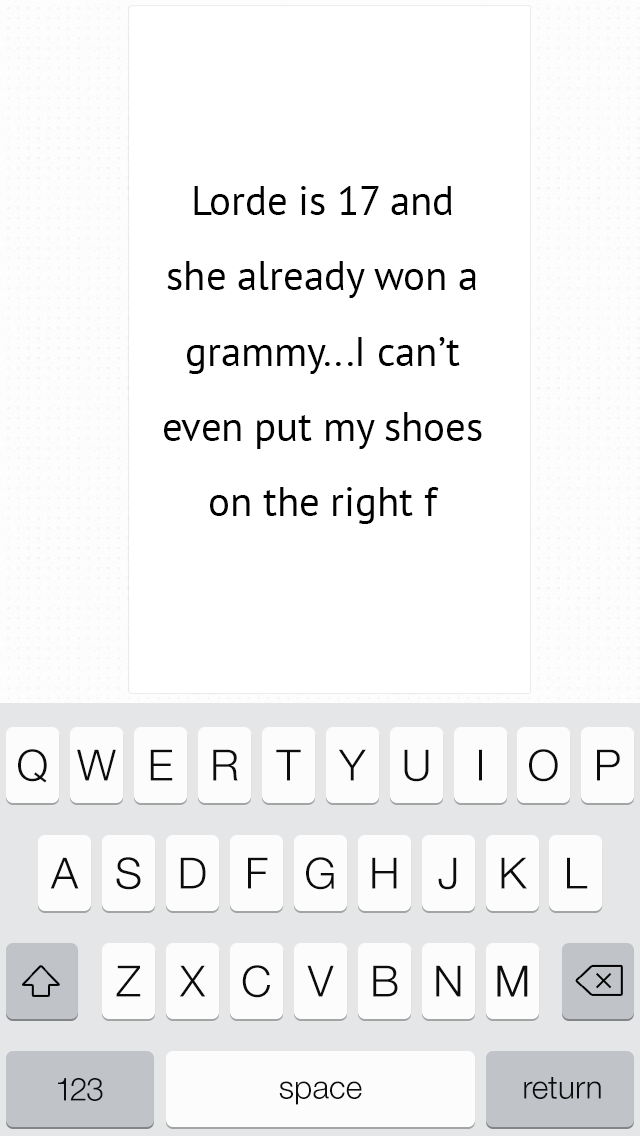 Lorde is 17 and
she already won a
grammy...I can’t
even put my shoes
on the right f
Q W E R T Y U I O P
A S D F G H J K L
Z X C V B N M
123 space return